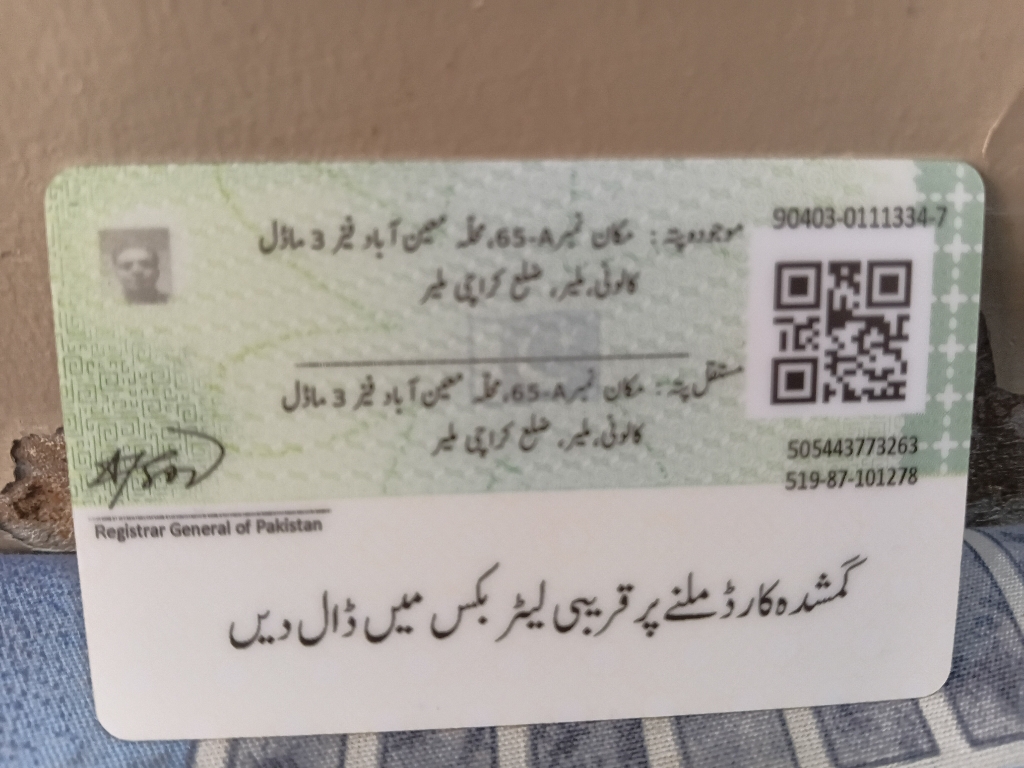 90403-0111334-7
موجودہ پتہ: مکان نمبر 65-A، محلہ معین آباد فیز 3 ماڈل
کالونی، ملیر، ضلع کراچی ملیر
مستقل پتہ: مکان نمبر 65-A، محلہ معین آباد فیز 3 ماڈل
کالونی، ملیر، ضلع کراچی ملیر
505443773263
519-87-101278
Registrar General of Pakistan
گمشدہ کارڈ ملنے پر قریبی لیٹر بکس میں ڈال دیں